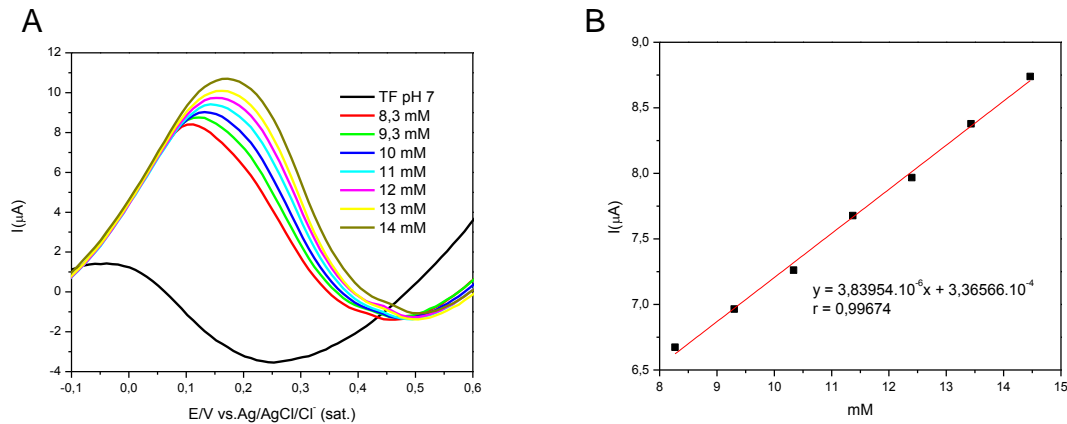 A
I(µA)
14
12
10
8
6
4
2
0
-2
-4
-0,1
0,0
0,1
0,2
0,3
0,4
0,5
0,6
E/V vs.Ag/AgCl/Cl⁻ (sat.)
TF pH 7
8,3 mM
9,3 mM
10 mM
11 mM
12 mM
13 mM
14 mM
B
I(µA)
9,0
8,5
8,0
7,5
7,0
6,5
8
9
10
11
12
13
14
15
mM
y = 3,83954.10⁻⁶x + 3,36566.10⁻⁴
r = 0,99674